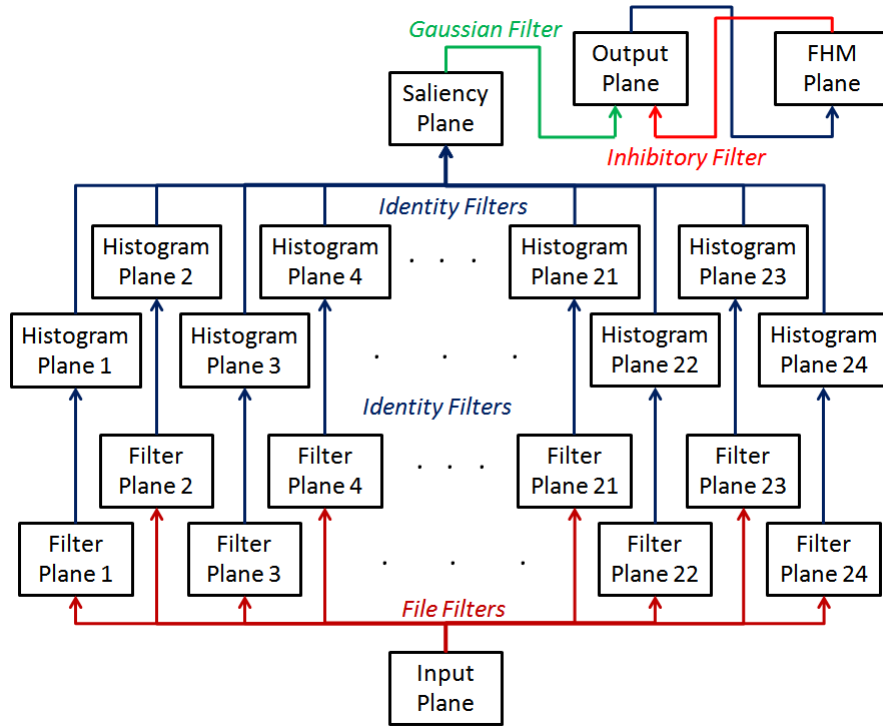 Gaussian Filter
Output
Plane
FHM
Plane
Saliency
Plane
Inhibitory Filter
Identity Filters
Histogram
Plane 2
Histogram
Plane 4
. . .
Histogram
Plane 21
Histogram
Plane 23
Histogram
Plane 1
Histogram
Plane 3
. . .
Histogram
Plane 22
Histogram
Plane 24
Identity Filters
Filter
Plane 2
Filter
Plane 4
. . .
Filter
Plane 21
Filter
Plane 23
Filter
Plane 1
Filter
Plane 3
. . .
Filter
Plane 22
Filter
Plane 24
File Filters
Input
Plane